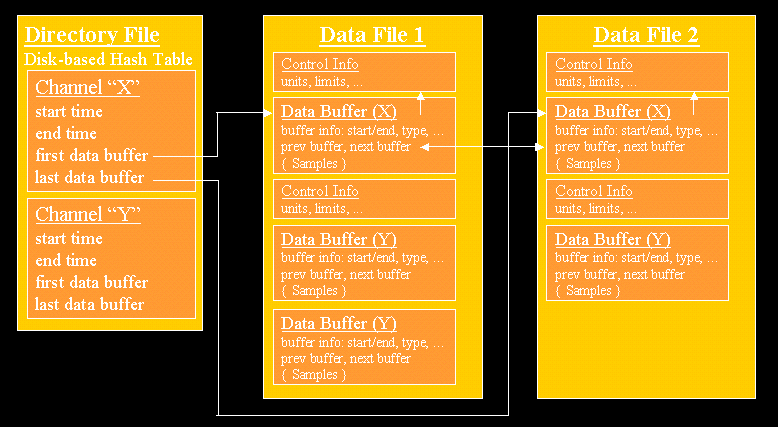 Directory File
Disk-based Hash Table
Channel “X”
start time
end time
first data buffer
last data buffer
Channel “Y”
start time
end time
first data buffer
last data buffer
Data File 1
Control Info
units, limits, ...
Data Buffer (X)
buffer info: start/end, type, ...
prev buffer, next buffer
{ Samples }
Control Info
units, limits, ...
Data Buffer (Y)
buffer info: start/end, type, ...
prev buffer, next buffer
{ Samples }
Data Buffer (Y)
buffer info: start/end, type, ...
prev buffer, next buffer
{ Samples }
Data File 2
Control Info
units, limits, ...
Data Buffer (X)
buffer info: start/end, type, ...
prev buffer, next buffer
{ Samples }
Control Info
units, limits, ...
Data Buffer (Y)
buffer info: start/end, type, ...
prev buffer, next buffer
{ Samples }